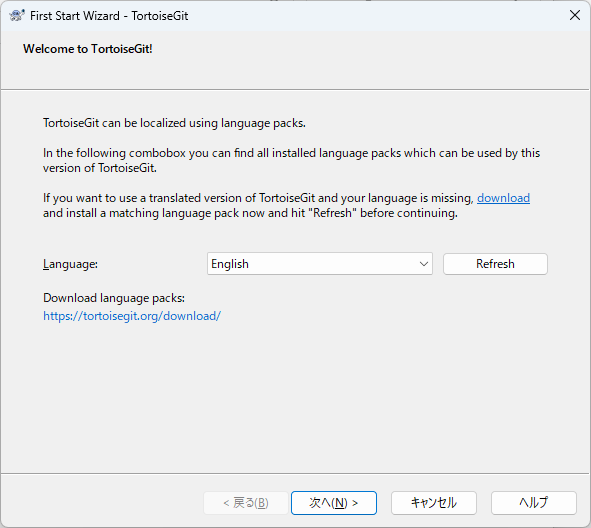 First Start Wizard - TortoiseGit
Welcome to TortoiseGit!
TortoiseGit can be localized using language packs.
In the following combobox you can find all installed language packs which can be used by this
version of TortoiseGit.
If you want to use a translated version of TortoiseGit and your language is missing, download
and install a matching language pack now and hit "Refresh" before continuing.
Language:
English
Refresh
Download language packs:
https://tortoisegit.org/download/
< 戻る(B)
次へ(N) >
キャンセル
ヘルプ